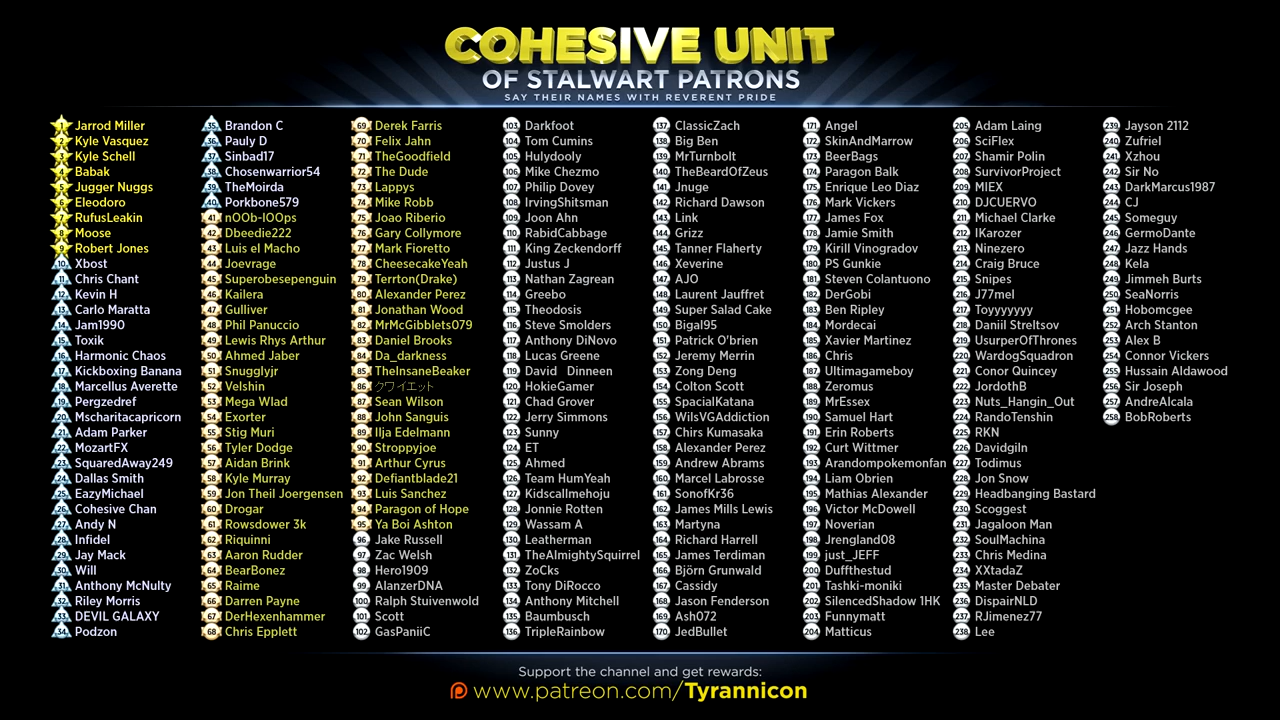 COHESIVE UNIT
OF STALWART PATRONS
SAY THEIR NAMES WITH REVERENT PRIDE
1 Jarrod Miller
2 Kyle Vasquez
3 Kyle Schell
4 Babak
5 Jugger Nuggs
6 Eleodoro
7 RufusLeakin
8 Moose
9 Robert Jones
10 Xbost
11 Chris Chant
12 Kevin H
13 Carlo Maratta
14 Jam1990
15 Toxik
16 Harmonic Chaos
17 Kickboxing Banana
18 Marcellus Averette
19 Pergzedref
20 Mscharitacapricorn
21 Adam Parker
22 MozartFX
23 SquaredAway249
24 Dallas Smith
25 EazyMichael
26 Cohesive Chan
27 Andy N
28 Infidel
29 Jay Mack
30 Will
31 Anthony McNulty
32 Riley Morris
33 DEVIL GALAXY
34 Podzon
35 Brandon C
36 Pauly D
37 Sinbad17
38 Chosenwarrior54
39 TheMoirda
40 Porkbone579
41 nOOb-lOOps
42 Dbeedie222
43 Luis el Macho
44 Joevrage
45 Superobesepenguin
46 Kailera
47 Gulliver
48 Phil Panuccio
49 Lewis Rhys Arthur
50 Ahmed Jaber
51 Snugglyjr
52 Velshin
53 Mega Wlad
54 Exorter
55 Stig Muri
56 Tyler Dodge
57 Aidan Brink
58 Kyle Murray
59 Jon Theil Joergensen
60 Drogar
61 Rowsdower 3k
62 Riquinni
63 Aaron Rudder
64 BearBonez
65 Raime
66 Darren Payne
67 DerHexenhammer
68 Chris Epplett
69 Derek Farris
70 Felix Jahn
71 TheGoodfield
72 The Dude
73 Lappys
74 Mike Robb
75 Joao Riberio
76 Gary Collymore
77 Mark Fioretto
78 CheesecakeYeah
79 Terrton(Drake)
80 Alexander Perez
81 Jonathan Wood
82 MrMcGibblets079
83 Daniel Brooks
84 Da_darkness
85 TheInsaneBeaker
86 クワイエット
87 Sean Wilson
88 John Sanguis
89 Ilja Edelmann
90 Stroppyjoe
91 Arthur Cyrus
92 Defiantblade21
93 Luis Sanchez
94 Paragon of Hope
95 Ya Boi Ashton
96 Jake Russell
97 Zac Welsh
98 Hero1909
99 AlanzerDNA
100 Ralph Stuivenwold
101 Scott
102 GasPaniiC
103 Darkfoot
104 Tom Cumins
105 Hulydooly
106 Mike Chezmo
107 Philip Dovey
108 IrvingShitsman
109 Joon Ahn
110 RabidCabbage
111 King Zeckendorff
112 Justus J
113 Nathan Zagrean
114 Greebo
115 Theodosis
116 Steve Smolders
117 Anthony DiNovo
118 Lucas Greene
119 David Dinneen
120 HokieGamer
121 Chad Grover
122 Jerry Simmons
123 Sunny
124 ET
125 Ahmed
126 Team HumYeah
127 Kidscallmehoju
128 Jonnie Rotten
129 Wassam A
130 Leatherman
131 TheAlmightySquirrel
132 ZoCks
133 Tony DiRocco
134 Anthony Mitchell
135 Baumbusch
136 TripleRainbow
137 ClassicZach
138 Big Ben
139 MrTurnbolt
140 TheBeardOfZeus
141 Jnuge
142 Richard Dawson
143 Link
144 Grizz
145 Tanner Flaherty
146 Xeverine
147 AJO
148 Laurent Jauffret
149 Super Salad Cake
150 Bigal95
151 Patrick O'brien
152 Jeremy Merrin
153 Zong Deng
154 Colton Scott
155 SpacialKatana
156 WilsVGAddiction
157 Chirs Kumasaka
158 Alexander Perez
159 Andrew Abrams
160 Marcel Labrosse
161 SonofKr36
162 James Mills Lewis
163 Martyna
164 Richard Harrell
165 James Terdiman
166 Björn Grunwald
167 Cassidy
168 Jason Fenderson
169 Ash072
170 JedBullet
171 Angel
172 SkinAndMarrow
173 BeerBags
174 Paragon Balk
175 Enrique Leo Diaz
176 Mark Vickers
177 James Fox
178 Jamie Smith
179 Kirill Vinogradov
180 PS Gunkie
181 Steven Colantuono
182 DerGobi
183 Ben Ripley
184 Mordecai
185 Xavier Martinez
186 Chris
187 Ultimagameboy
188 Zeromus
189 MrEssex
190 Samuel Hart
191 Erin Roberts
192 Curt Wittmer
193 Arandompokemonfan
194 Liam Obrien
195 Mathias Alexander
196 Victor McDowell
197 Noverian
198 Jrengland08
199 just_JEFF
200 Duffthestud
201 Tashki-moniki
202 SilencedShadow 1HK
203 Funnymatt
204 Matticus
205 Adam Laing
206 SciFlex
207 Shamir Polin
208 SurvivorProject
209 MIEX
210 DJCUERVO
211 Michael Clarke
212 IKarozer
213 Ninezero
214 Craig Bruce
215 Snipes
216 J77mel
217 Toyyyyyyy
218 Daniil Streltsov
219 UsurperOfThrones
220 WardogSquadron
221 Conor Quincey
222 JordothB
223 Nuts_Hangin_Out
224 RandoTenshin
225 RKN
226 Davidgiln
227 Todimus
228 Jon Snow
229 Headbanging Bastard
230 Scoggest
231 Jagaloon Man
232 SoulMachina
233 Chris Medina
234 XXtadaZ
235 Master Debater
236 DispairNLD
237 RJimenez77
238 Lee
239 Jayson 2112
240 Zufriel
241 Xzhou
242 Sir No
243 DarkMarcus1987
244 CJ
245 Someguy
246 GermoDante
247 Jazz Hands
248 Kela
249 Jimmeh Burts
250 SeaNorris
251 Hobomcgee
252 Arch Stanton
253 Alex B
254 Connor Vickers
255 Hussain Aldawood
256 Sir Joseph
257 AndreAlcala
258 BobRoberts
Support the channel and get rewards:
www.patreon.com/Tyrannicon